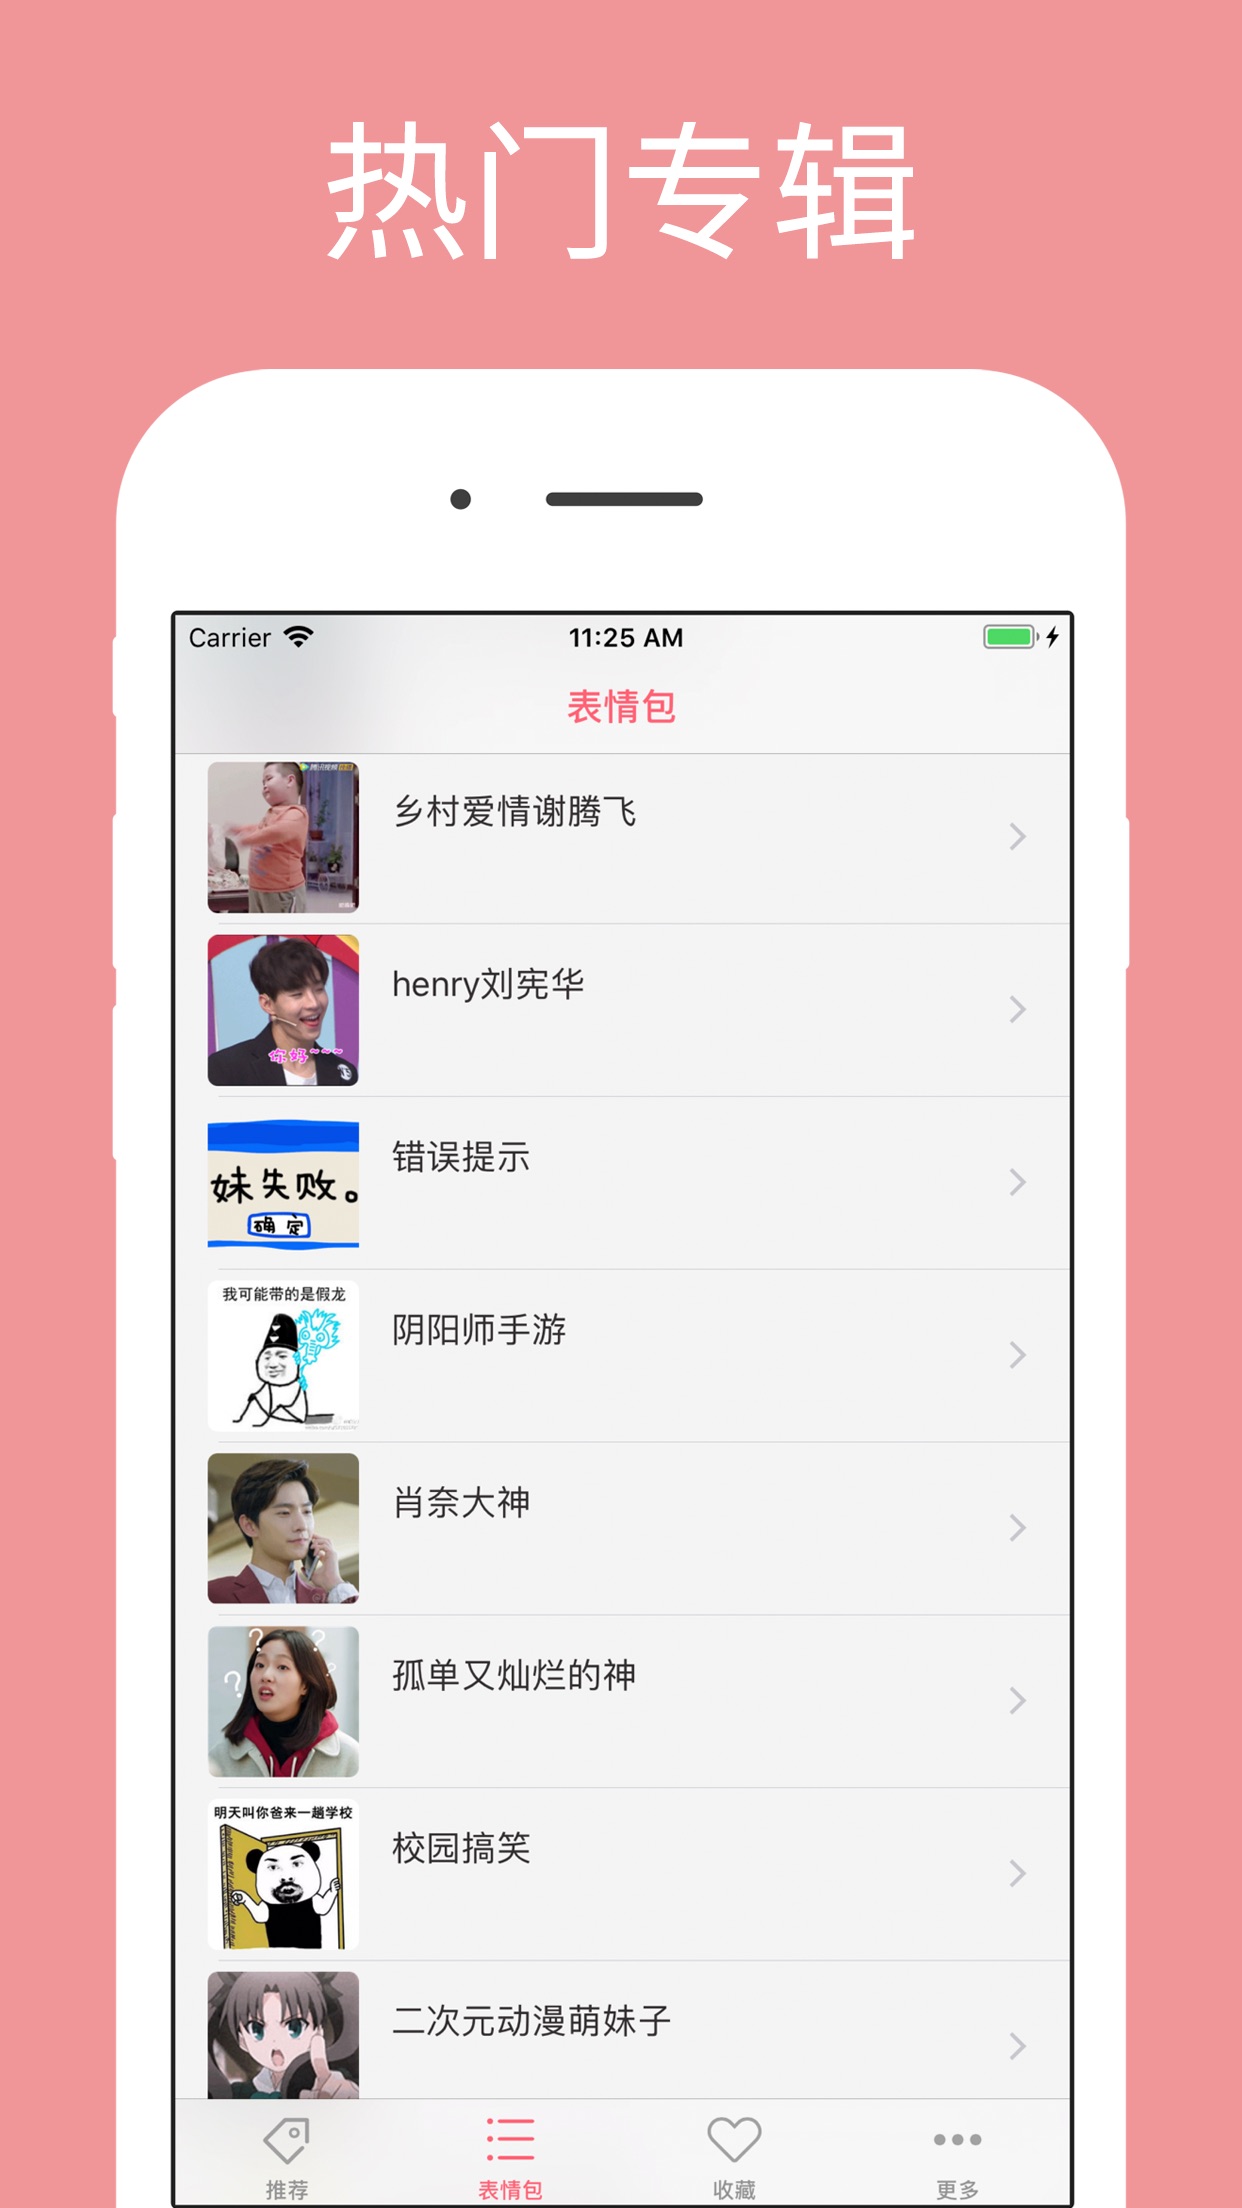 热门专辑
Carrier
11:25 AM
表情包
腾讯视频
乡村爱情谢腾飞
henry刘宪华
你好~~~
错误提示
妹失败。
确定
我可能带的是假龙
阴阳师手游
肖奈大神
孤单又灿烂的神
? ? ? ?
明天叫你爸来一趟学校
校园搞笑
二次元动漫萌妹子
推荐
表情包
收藏
更多